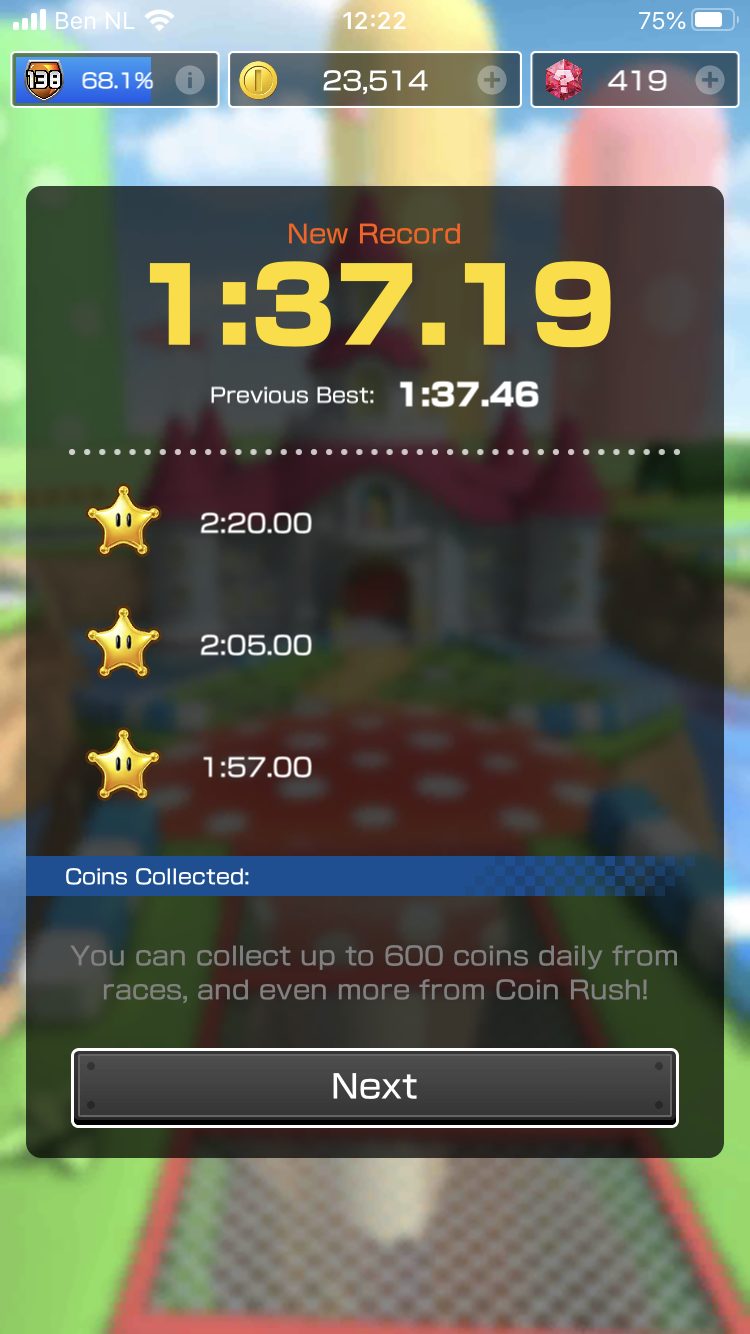 Ben NL 12:22 75%
138 68.1% 23,514 419
New Record
1:37.19
Previous Best: 1:37.46
2:20.00
2:05.00
1:57.00
Coins Collected:
You can collect up to 600 coins daily from
races, and even more from Coin Rush!
Next